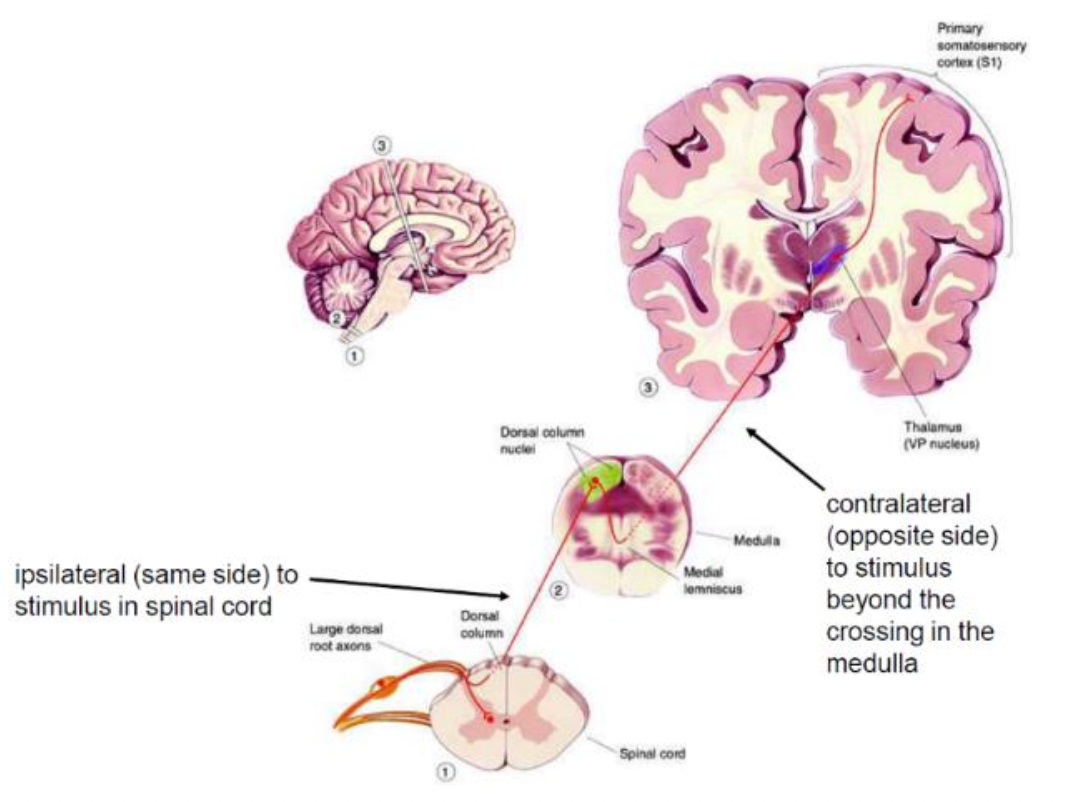 Primary
somatosensory
cortex (S1)
3
2
1
3
Thalamus
(VP nucleus)
Dorsal column
nuclei
contralateral
(opposite side)
to stimulus
beyond the
crossing in the
medulla
Medulla
Medial
lemniscus
2
ipsilateral (same side) to
stimulus in spinal cord
Dorsal
column
Large dorsal
root axons
Spinal cord
1